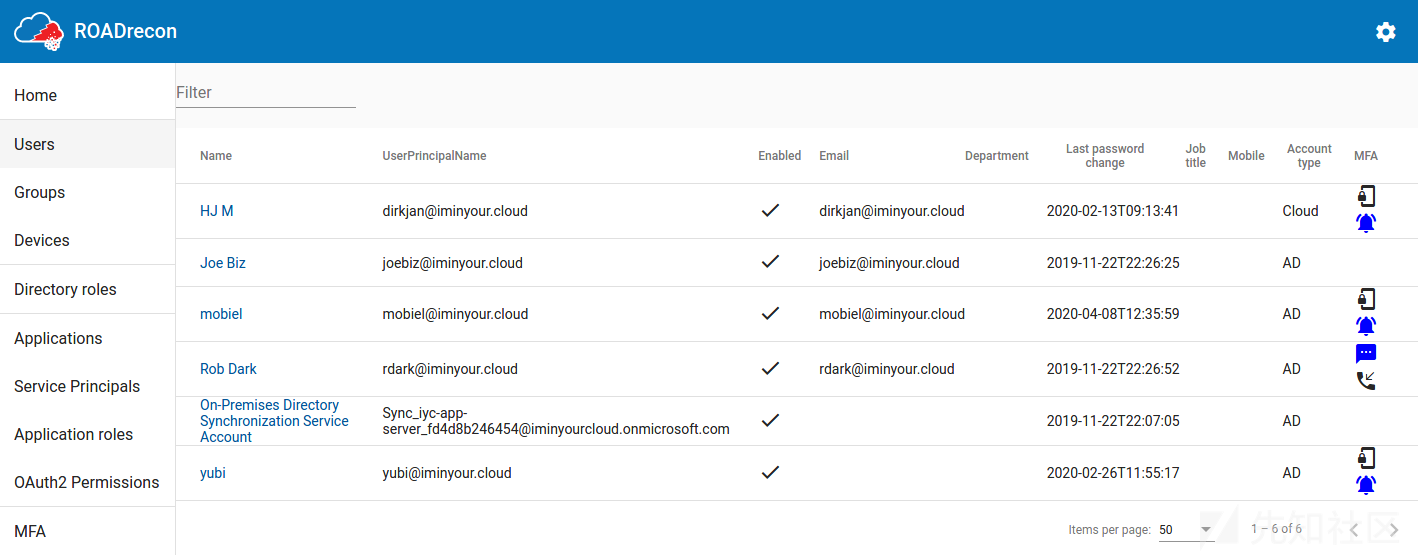 ROADrecon
Home
Users
Groups
Devices
Directory roles
Applications
Service Principals
Application roles
OAuth2 Permissions
MFA
Filter
Name UserPrincipalName Enabled Email Department Last password change Job title Mobile Account type MFA
HJ M dirkjan@iminyour.cloud dirkjan@iminyour.cloud 2020-02-13T09:13:41 Cloud
Joe Biz joebiz@iminyour.cloud joebiz@iminyour.cloud 2019-11-22T22:26:25 AD
mobiel mobiel@iminyour.cloud mobiel@iminyour.cloud 2020-04-08T12:35:59 AD
Rob Dark rdark@iminyour.cloud rdark@iminyour.cloud 2019-11-22T22:26:52 AD
On-Premises Directory
Synchronization Service
Account
Sync_iyc-app-
server_fd4d8b246454@iminyourcloud.onmicrosoft.com
2019-11-22T22:07:05 AD
yubi yubi@iminyour.cloud 2020-02-26T11:55:17 AD
Items per page: 50 1 – 6 of 6
先知社区